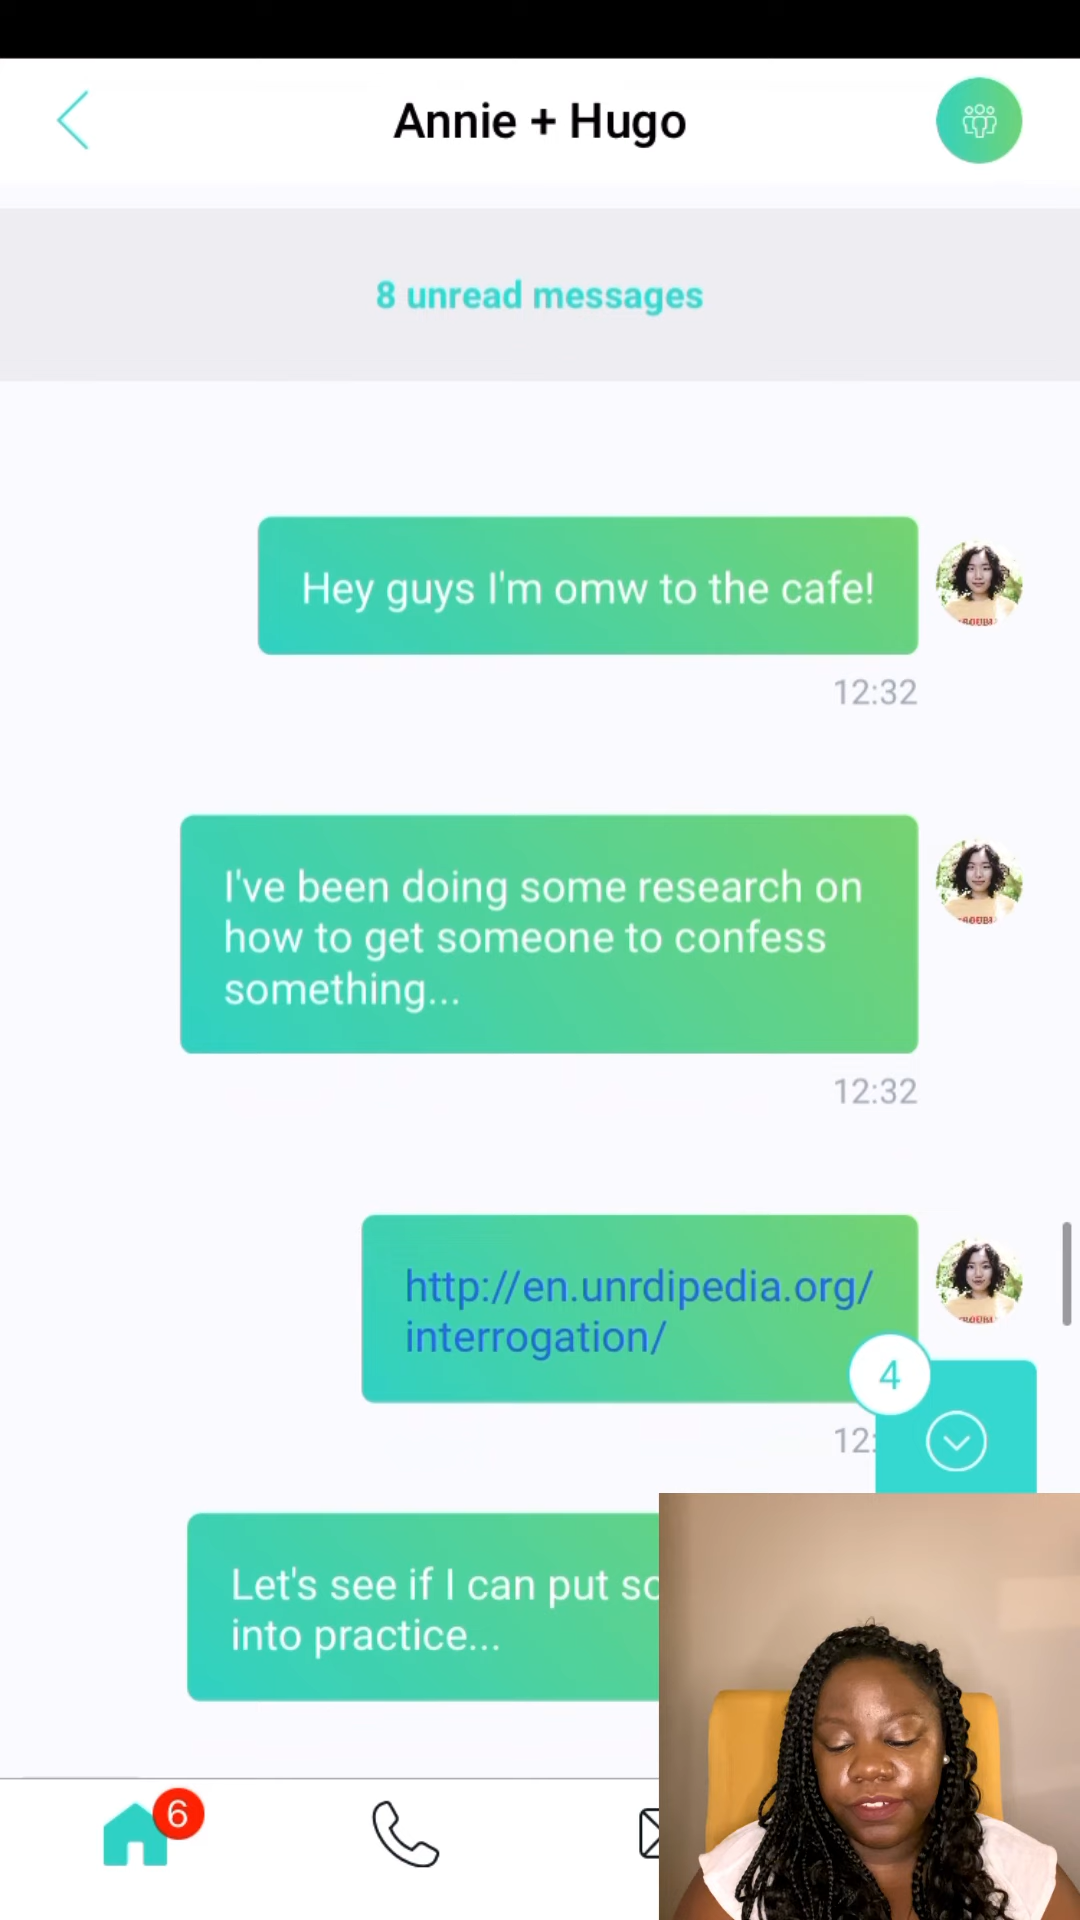 Annie + Hugo
8 unread messages
Hey guys I'm omw to the cafe!
12:32
I've been doing some research on
how to get someone to confess
something...
12:32
http://en.unrdipedia.org/
interrogation/
4
12:
Let's see if I can put
into practice...
6